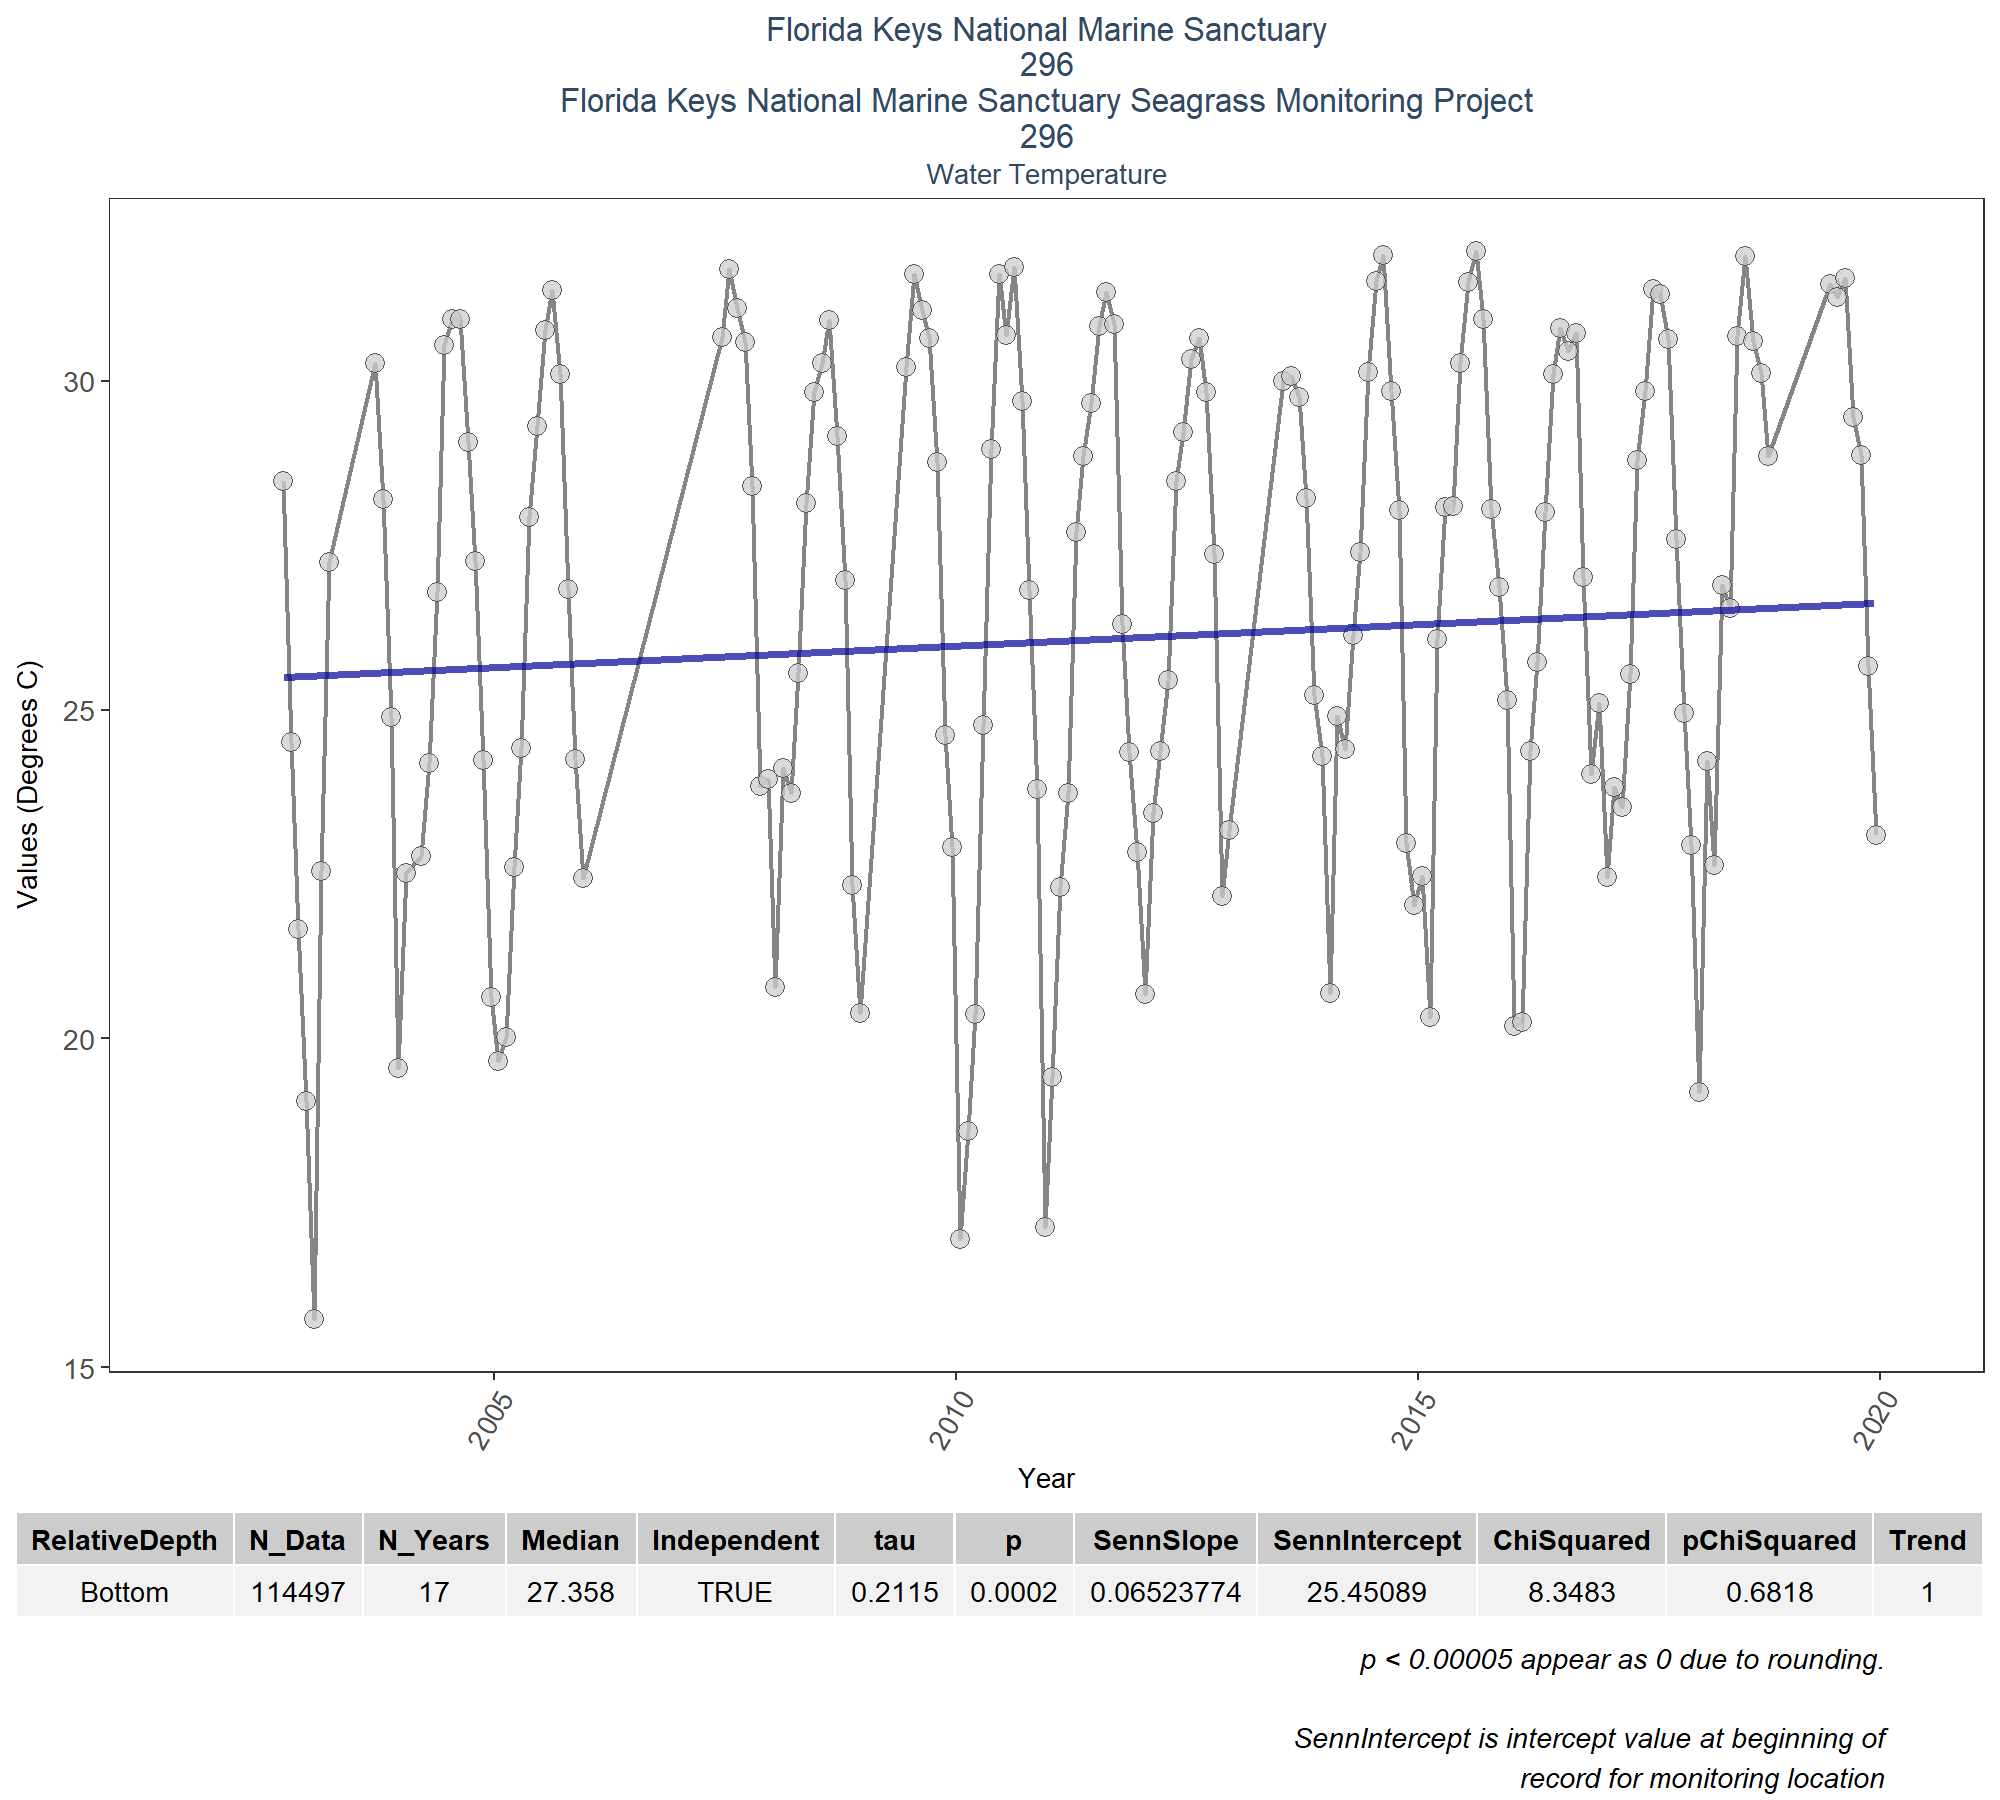 Florida Keys National Marine Sanctuary
296
Florida Keys National Marine Sanctuary Seagrass Monitoring Project
296
Water Temperature
Values (Degrees C)
30
25
20
15
2005
2010
2015
2020
Year
RelativeDepth N_Data N_Years Median Independent tau p SennSlope SennIntercept ChiSquared pChiSquared Trend
Bottom 114497 17 27.358 TRUE 0.2115 0.0002 0.06523774 25.45089 8.3483 0.6818 1
p < 0.00005 appear as 0 due to rounding.
SennIntercept is intercept value at beginning of
record for monitoring location